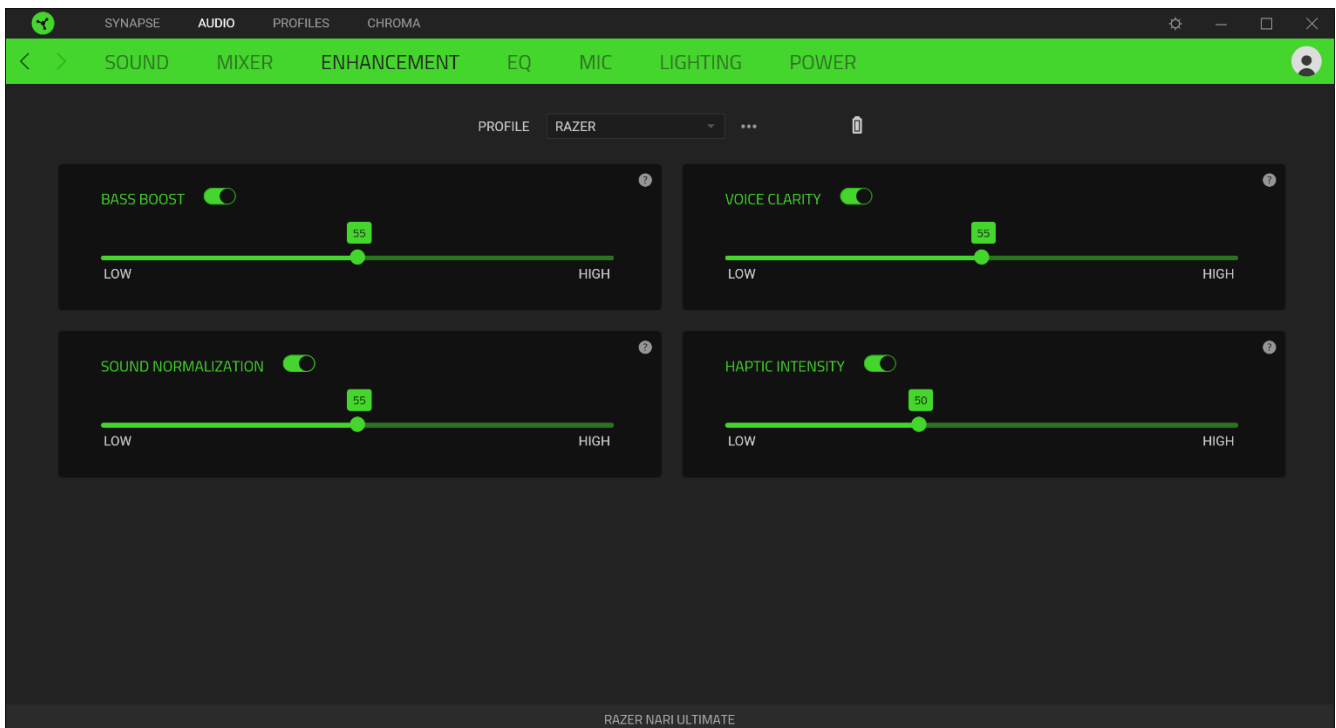 SYNAPSE AUDIO PROFILES CHROMA
SOUND MIXER ENHANCEMENT EQ MIC LIGHTING POWER
PROFILE RAZER
BASS BOOST
?
55
LOW HIGH
VOICE CLARITY
?
55
LOW HIGH
SOUND NORMALIZATION
?
55
LOW HIGH
HAPTIC INTENSITY
?
50
LOW HIGH
RAZER NARI ULTIMATE